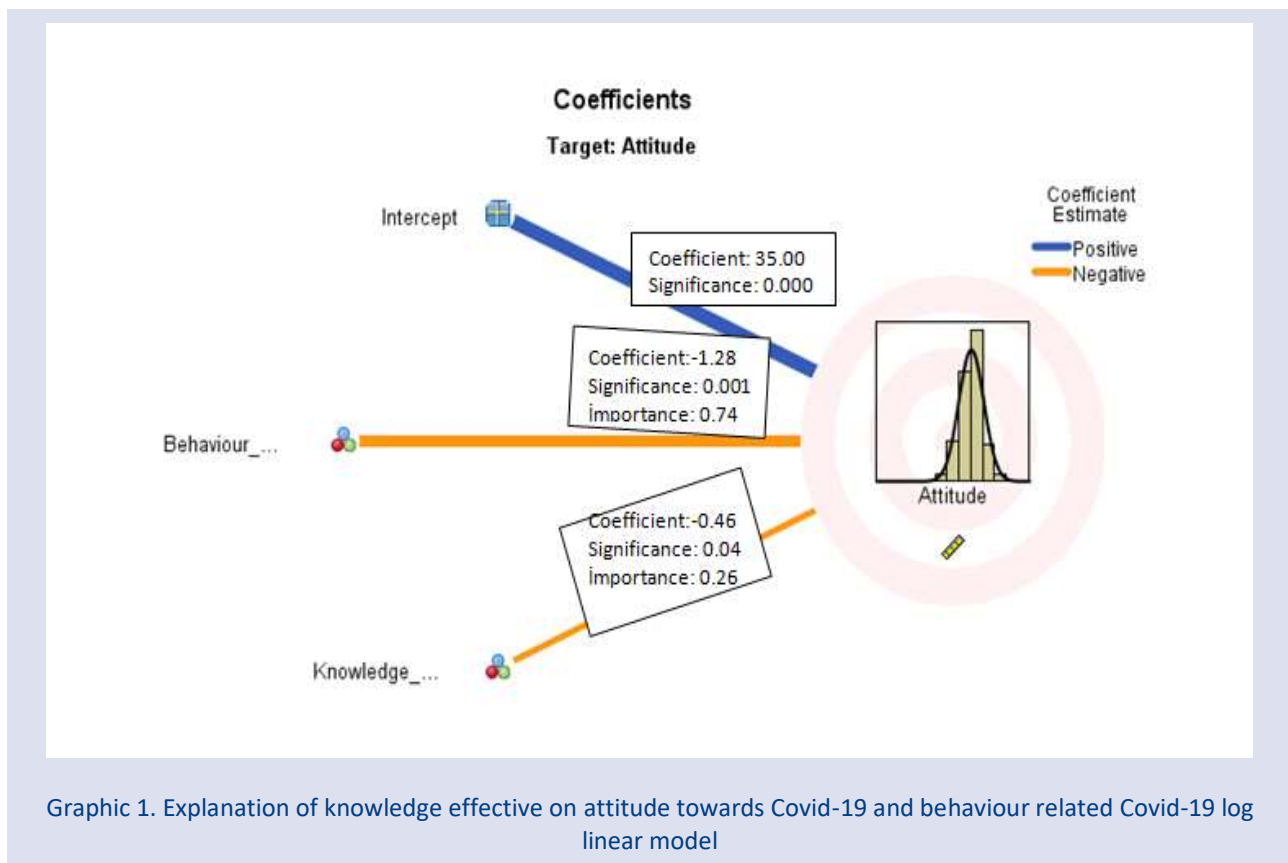 Coefficients
Target: Attitude
Intercept
Coefficient: 35.00
Significance: 0.000
Coefficient Estimate
Positive
Negative
Coefficient:-1.28
Significance: 0.001
İmportance: 0.74
Behaviour_...
Attitude
Coefficient:-0.46
Significance: 0.04
İmportance: 0.26
Knowledge_...
Graphic 1. Explanation of knowledge effective on attitude towards Covid-19 and behaviour related Covid-19 log
linear model